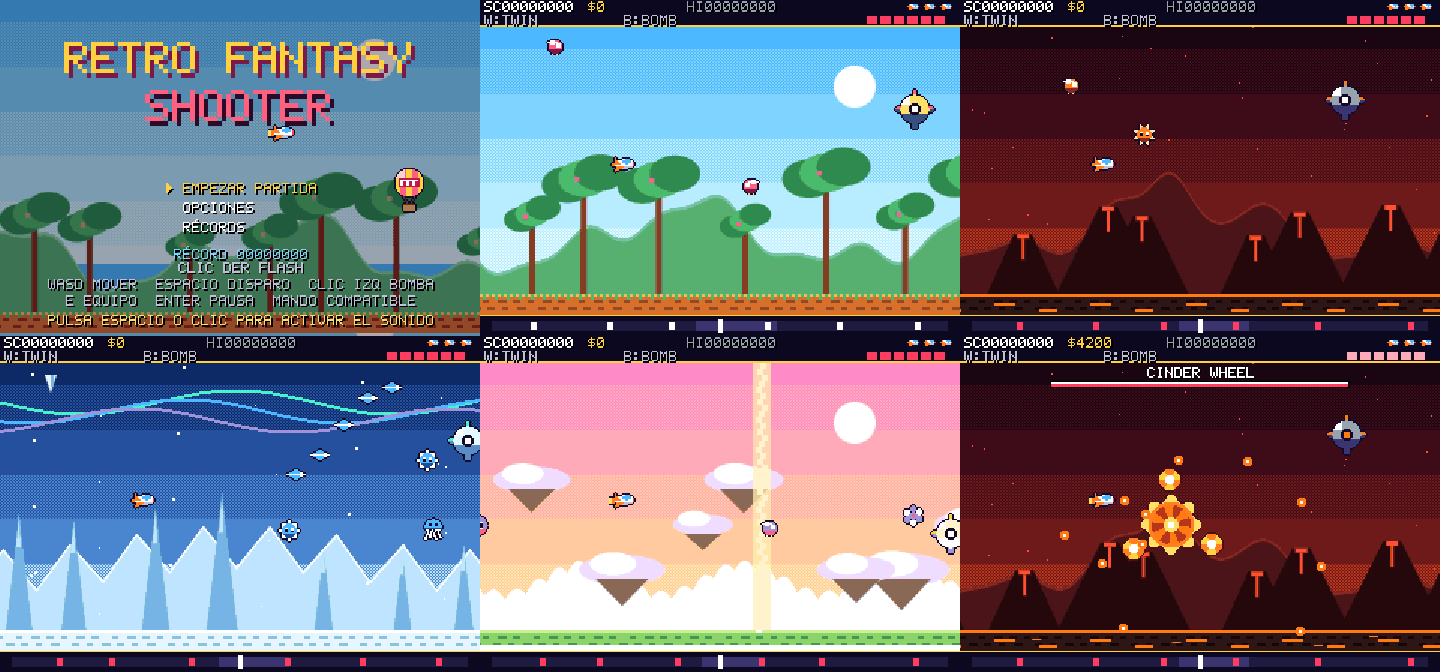 RETRO FANTASY
SHOOTER
EMPEZAR PARTIDA
OPCIONES
RÉCORDS
RÉCORD 00000000
CLIC DER FLASH
WASD MOVER ESPACIO DISPARO CLIC IZQ BOMBA
E EQUIPO ENTER PAUSA MANDO COMPATIBLE
PULSA ESPACIO O CLIC PARA ACTIVAR EL SONIDO
SC00000000 $0 HI00000000
W:TWIN B:BOMB
SC00000000 $0 HI00000000
W:TWIN B:BOMB
SC00000000 $0 HI00000000
W:TWIN B:BOMB
SC00000000 $0 HI00000000
W:TWIN B:BOMB
SC00000000 $4200 HI00000000
W:TWIN B:BOMB
CINDER WHEEL